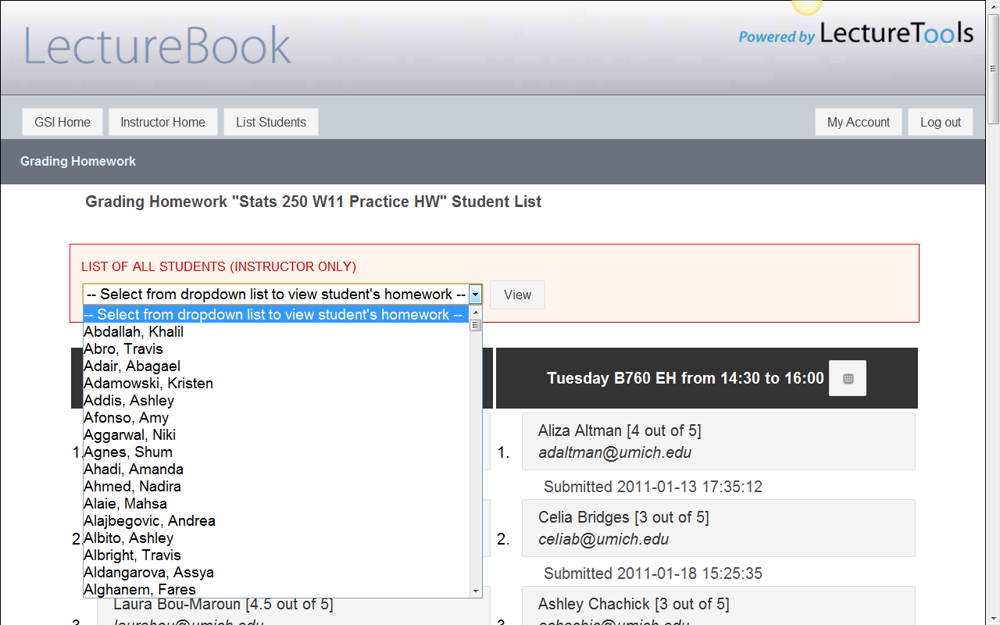 LectureBook
Powered by LectureTools
GSI Home
Instructor Home
List Students
My Account
Log out
Grading Homework
Grading Homework "Stats 250 W11 Practice HW" Student List
LIST OF ALL STUDENTS (INSTRUCTOR ONLY)
-- Select from dropdown list to view student's homework --
View
-- Select from dropdown list to view student's homework --
Abdallah, Khalil
Abro, Travis
Adair, Abagael
Adamowski, Kristen
Addis, Ashley
Afonso, Amy
Aggarwal, Niki
Agnes, Shum
Ahadi, Amanda
Ahmed, Nadira
Alaie, Mahsa
Alajbegovic, Andrea
Albito, Ashley
Albright, Travis
Aldangarova, Assya
Alghanem, Fares
1.
2.
Laura Bou-Maroun [4.5 out of 5]
3.
laurabou@umich.edu
Tuesday B760 EH from 14:30 to 16:00
1.
Aliza Altman [4 out of 5]
adaltman@umich.edu
Submitted 2011-01-13 17:35:12
2.
Celia Bridges [3 out of 5]
celiab@umich.edu
Submitted 2011-01-18 15:25:35
3.
Ashley Chachick [3 out of 5]